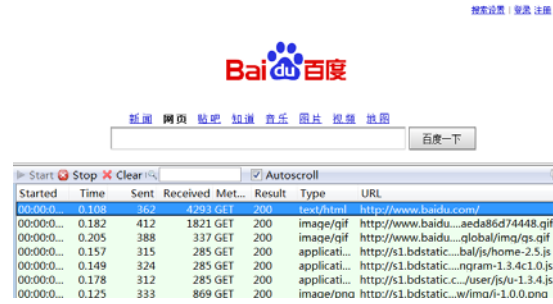 搜索设置 | 登录 注册
Bai du 百度
新闻 网页 贴吧 知道 音乐 图片 视频 地图
百度一下
Start Stop Clear Autoscroll
Started Time Sent Received Met... Result Type URL
00:00:0... 0.108 362 4293 GET 200 text/html http://www.baidu.com/
00:00:0... 0.182 412 1821 GET 200 image/gif http://www.baidu....aeda86d74448.gif
00:00:0... 0.205 388 337 GET 200 image/gif http://www.baidu....global/img/qs.gif
00:00:0... 0.157 315 285 GET 200 applicati... http://s1.bdstatic....bal/js/home-2.5.js
00:00:0... 0.149 324 285 GET 200 applicati... http://s1.bdstatic....ngram-1.3.4c1.0.js
00:00:0... 0.178 312 285 GET 200 applicati... http://s1.bdstatic.c.../user/js/u-1.3.4.js
00:00:0... 0.125 333 869 GET 200 image/png http://s1.bdstatic...w/img/i-1.0.0.png